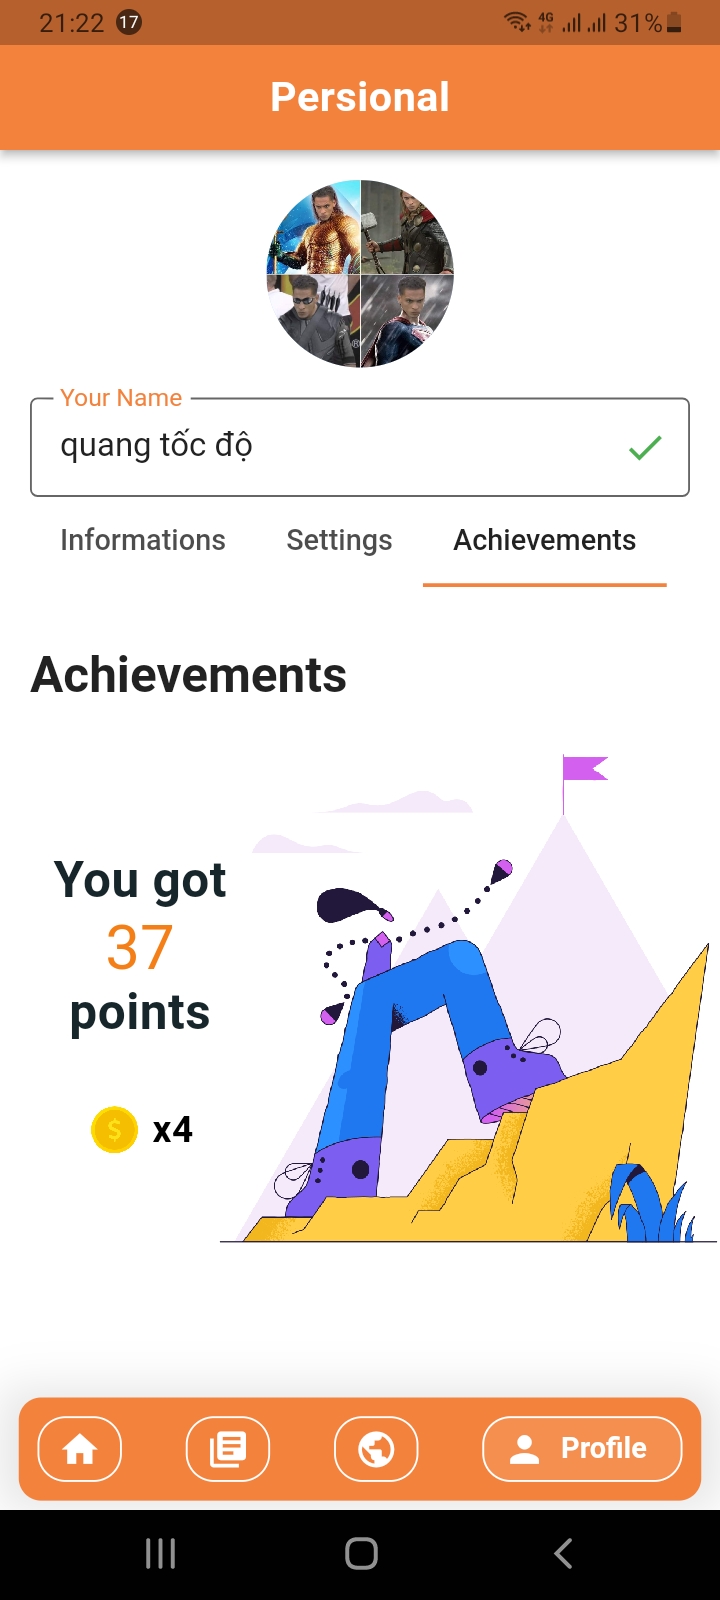 21:22 17 4G 31%
Persional
Your Name
quang tốc độ
Informations Settings Achievements
Achievements
You got
37
points
$ x4
Profile